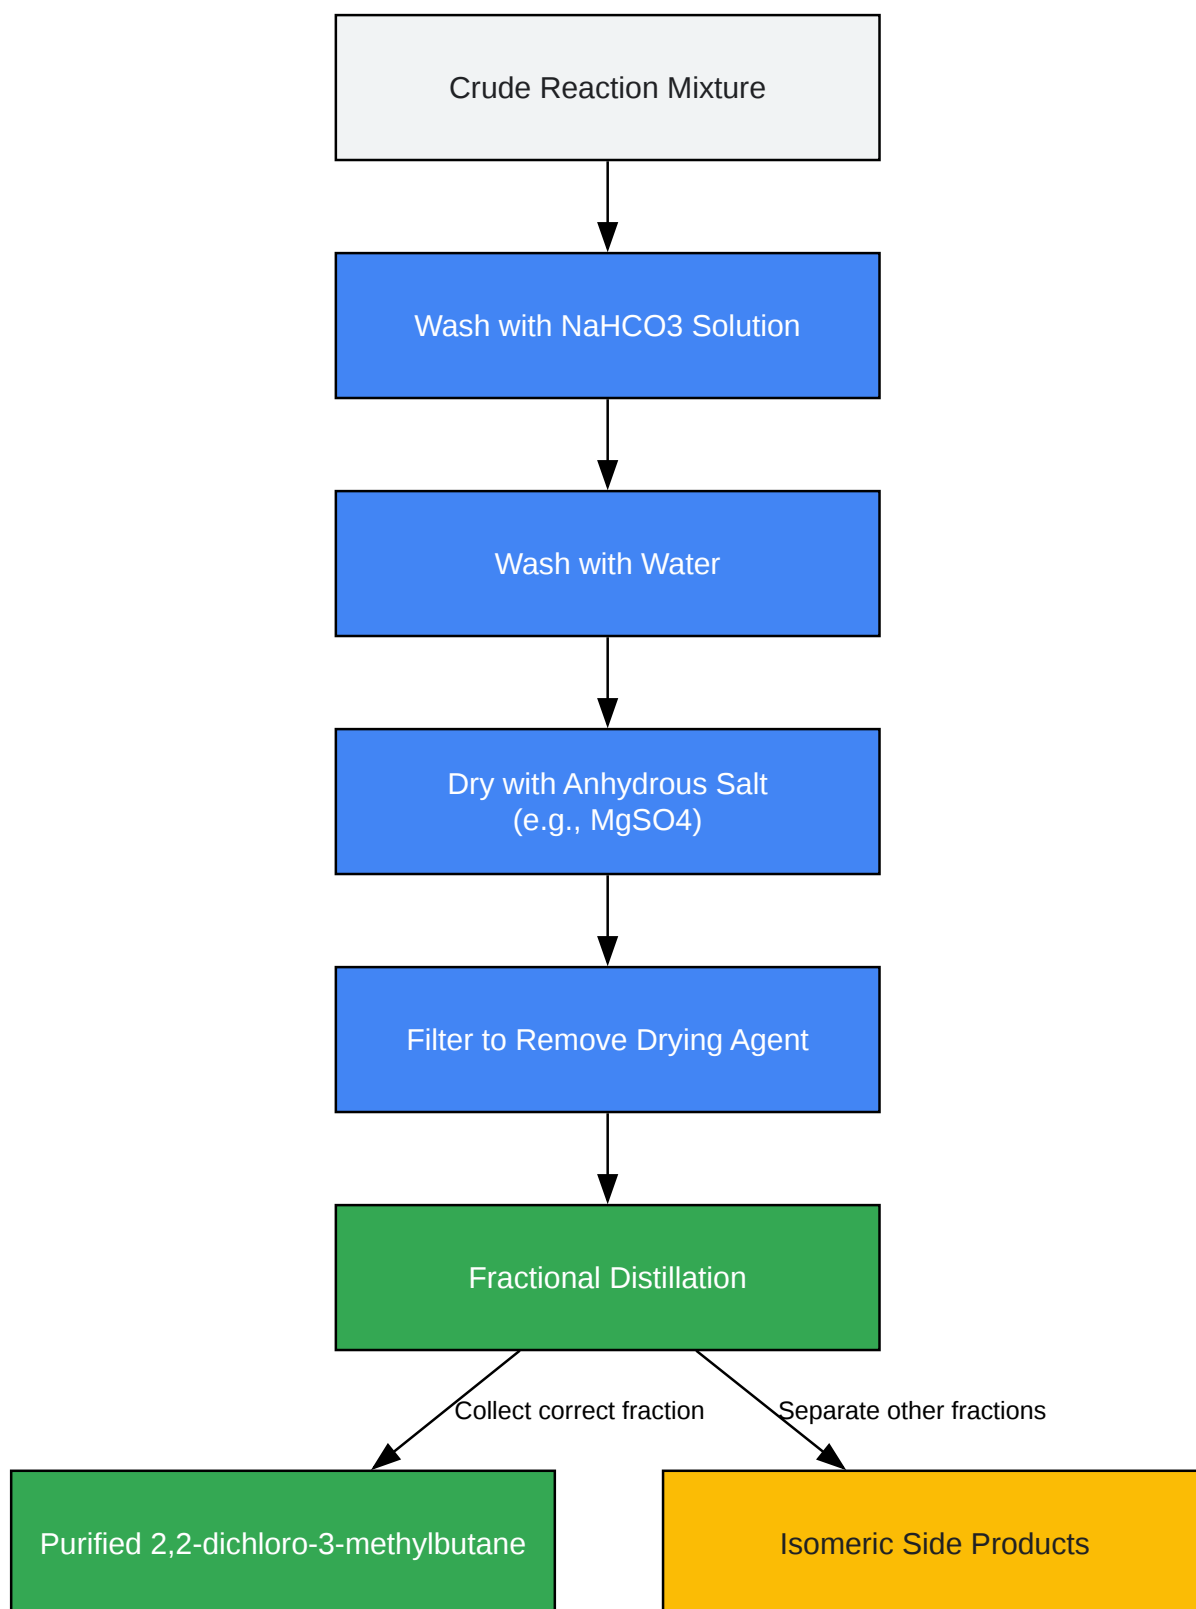 Crude Reaction Mixture
Wash with NaHCO3 Solution
Wash with Water
Dry with Anhydrous Salt
(e.g., MgSO4)
Filter to Remove Drying Agent
Fractional Distillation
Collect correct fraction
Separate other fractions
Purified 2,2-dichloro-3-methylbutane
Isomeric Side Products